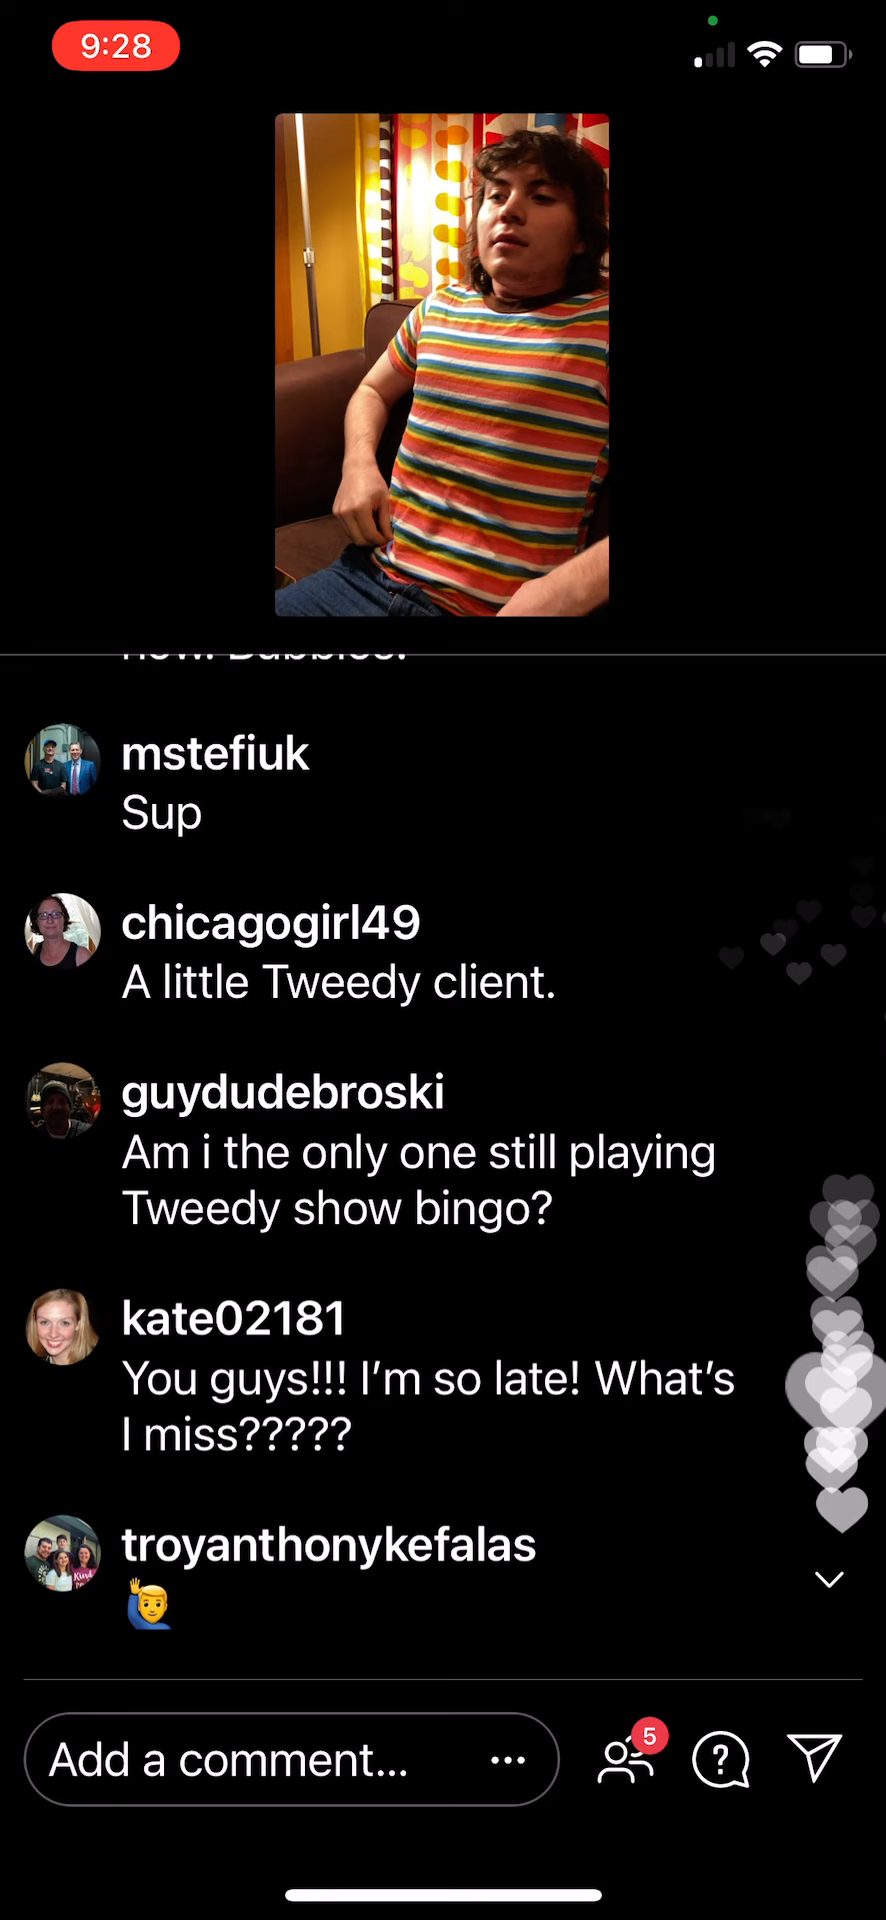 9:28
mstefiuk
Sup
chicagogirl49
A little Tweedy client.
guydudebroski
Am i the only one still playing
Tweedy show bingo?
kate02181
You guys!!! I’m so late! What’s
I miss?????
troyanthonykefalas
🙋‍♂️
Add a comment...
5